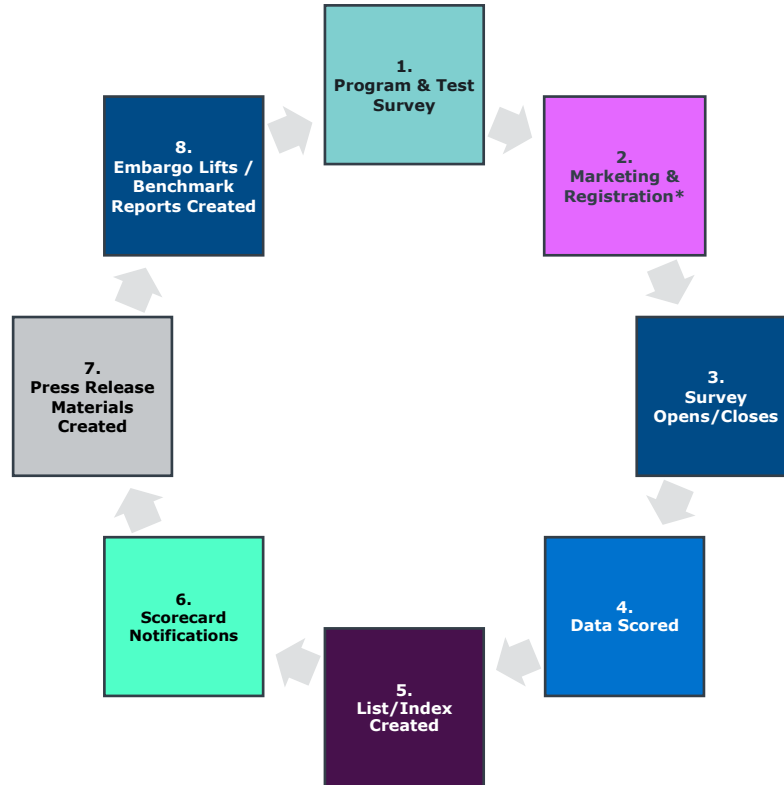 1.
Program & Test
Survey
2.
Marketing &
Registration*
3.
Survey
Opens/Closes
4.
Data Scored
5.
List/Index
Created
6.
Scorecard
Notifications
7.
Press Release
Materials
Created
8.
Embargo Lifts /
Benchmark
Reports Created